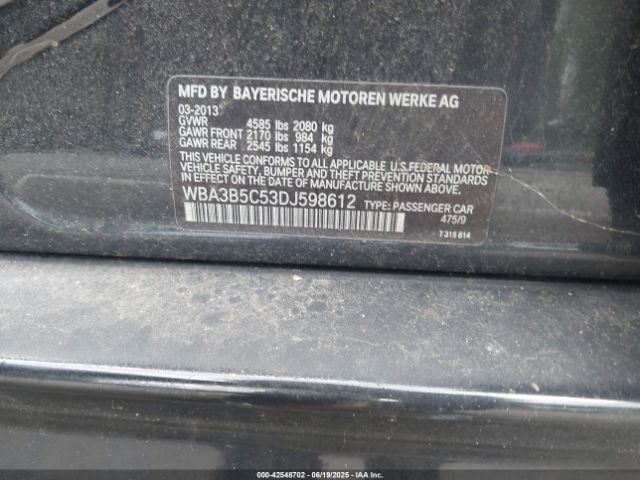 MFD BY BAYERISCHE MOTOREN WERKE AG
03-2013
GVWR 4585 lbs 2080 kg
GAWR FRONT 2170 lbs 984 kg
GAWR REAR 2545 lbs 1154 kg
THIS VEHICLE CONFORMS TO ALL APPLICABLE U.S.FEDERAL MOTOR
VEHICLE SAFETY, BUMPER, AND THEFT PREVENTION STANDARDS
IN EFFECT ON THE DATE OF MANUFACTURE SHOWN ABOVE.
WBA3B5C53DJ598612 TYPE: PASSENGER CAR
475/9
7 315 814
000-42548702 - 06/19/2025 - IAA Inc. (SM)